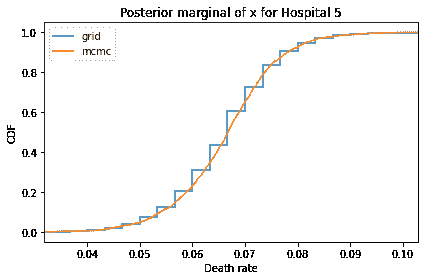 Posterior marginal of x for Hospital 5
grid
mcmc
CDF
1.0
0.8
0.6
0.4
0.2
0.0
0.04 0.05 0.06 0.07 0.08 0.09 0.10
Death rate